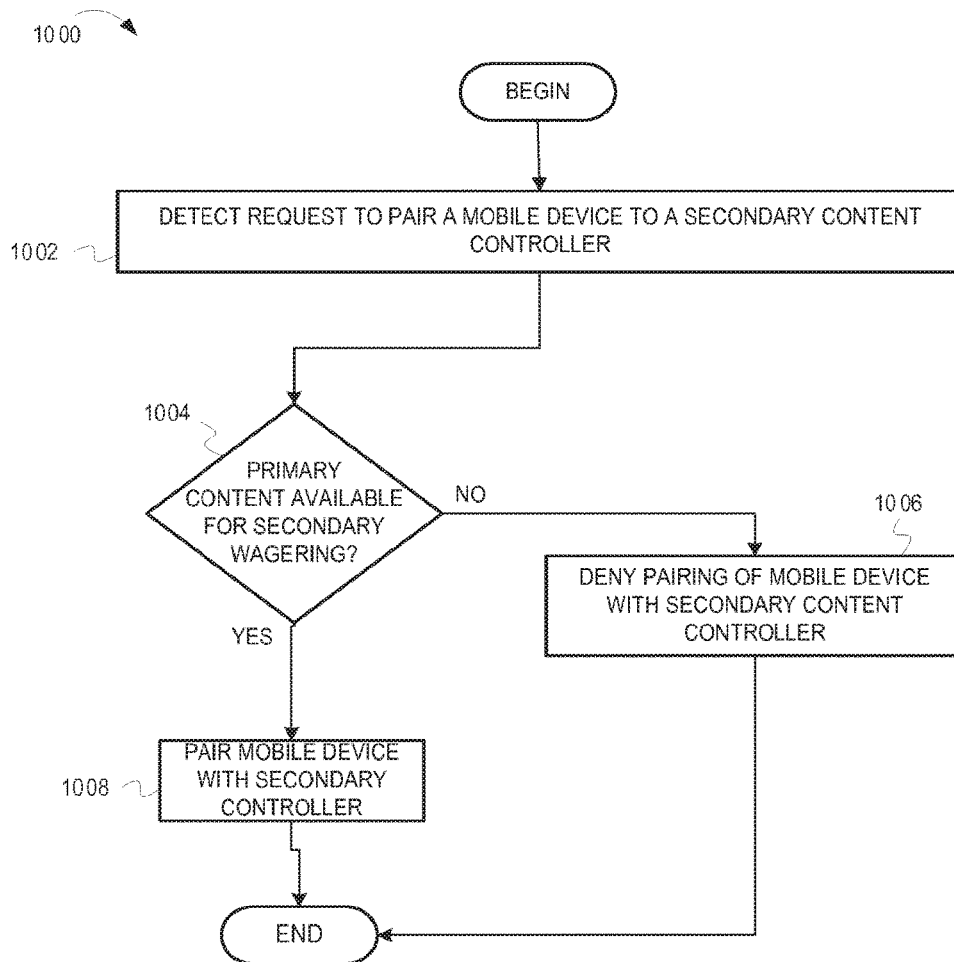 1000
BEGIN
DETECT REQUEST TO PAIR A MOBILE DEVICE TO A SECONDARY CONTENT
CONTROLLER
1002
1004
PRIMARY
CONTENT AVAILABLE
FOR SECONDARY
WAGERING?
NO
1006
DENY PAIRING OF MOBILE DEVICE
WITH SECONDARY CONTENT
CONTROLLER
YES
PAIR MOBILE DEVICE
WITH SECONDARY
CONTROLLER
1008
END